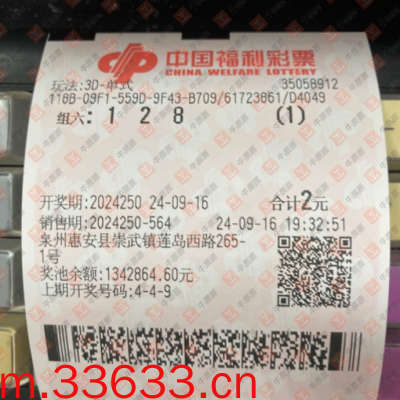 中国福利彩票
CHINA WELFARE LOTTERY
玩法:3D-单式 35058912
116B-09F1-559D-9F43-B709/61723661/D4049
组六: 1 2 8 (1)
开奖期:2024250 24-09-16 合计2元
销售期:2024250-564 24-09-16 19:32:51
泉州惠安县崇武镇莲岛西路265-
1号
奖池余额:1342864.60元
上期开奖号码:4-4-9
m.33633.cn